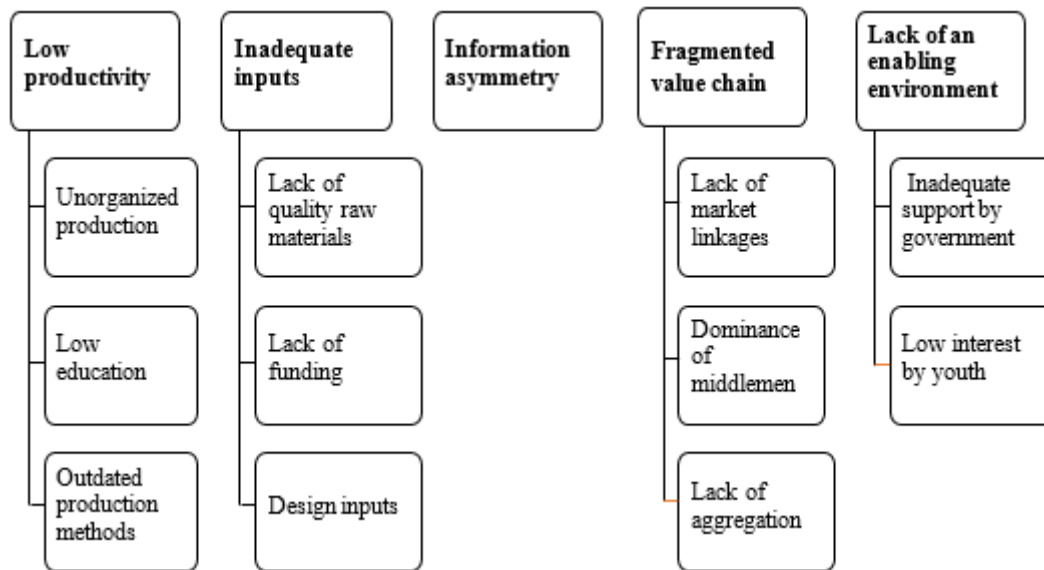 Low
productivity
Unorganized
production
Low
education
Outdated
production
methods
Inadequate
inputs
Lack of
quality raw
materials
Lack of
funding
Design inputs
Information
asymmetry
Fragmented
value chain
Lack of
market
linkages
Dominance
of
middlemen
Lack of
aggregation
Lack of an
enabling
environment
Inadequate
support by
government
Low interest
by youth